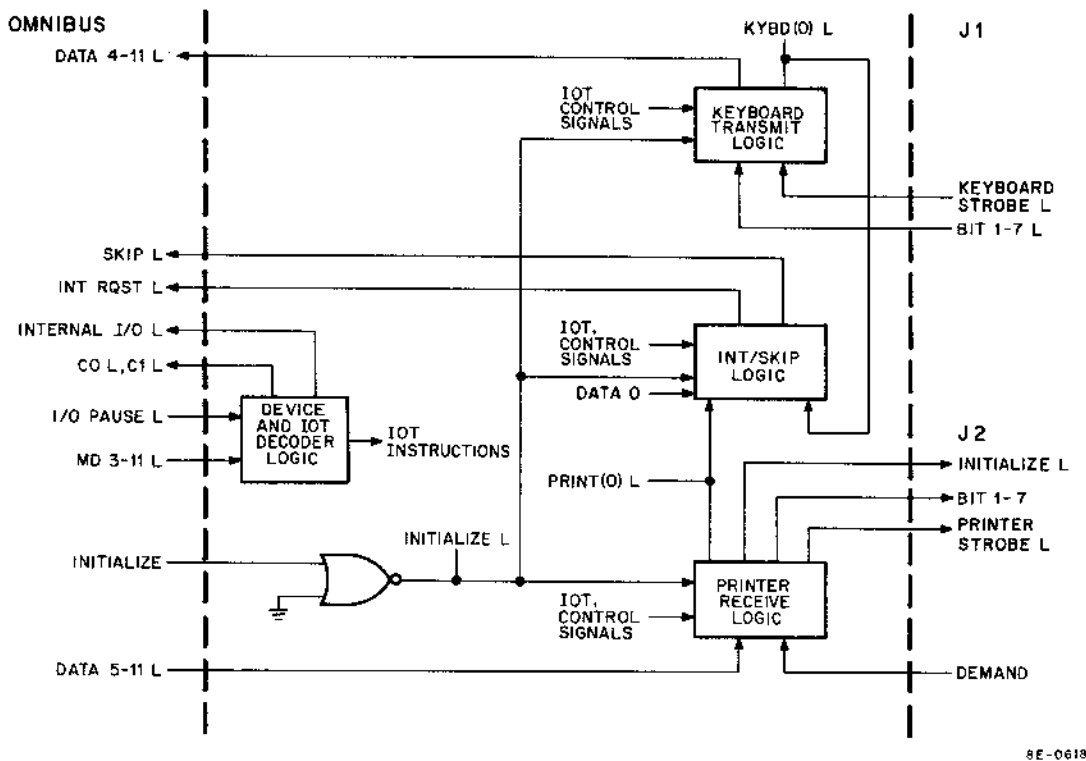 OMNIBUS
J1
KYBD(0) L
DATA 4-11 L
IOT
CONTROL
SIGNALS
KEYBOARD
TRANSMIT
LOGIC
KEYBOARD
STROBE L
BIT 1-7 L
SKIP L
INT RQST L
INTERNAL I/O L
C0 L, C1 L
I/O PAUSE L
MD 3-11 L
DEVICE
AND IOT
DECODER
LOGIC
IOT
INSTRUCTIONS
IOT,
CONTROL
SIGNALS
DATA 0
INT/SKIP
LOGIC
J2
PRINT(0) L
INITIALIZE L
BIT 1-7
PRINTER
STROBE L
INITIALIZE
INITIALIZE L
IOT,
CONTROL
SIGNALS
PRINTER
RECEIVE
LOGIC
DATA 5-11 L
DEMAND
8E-0618